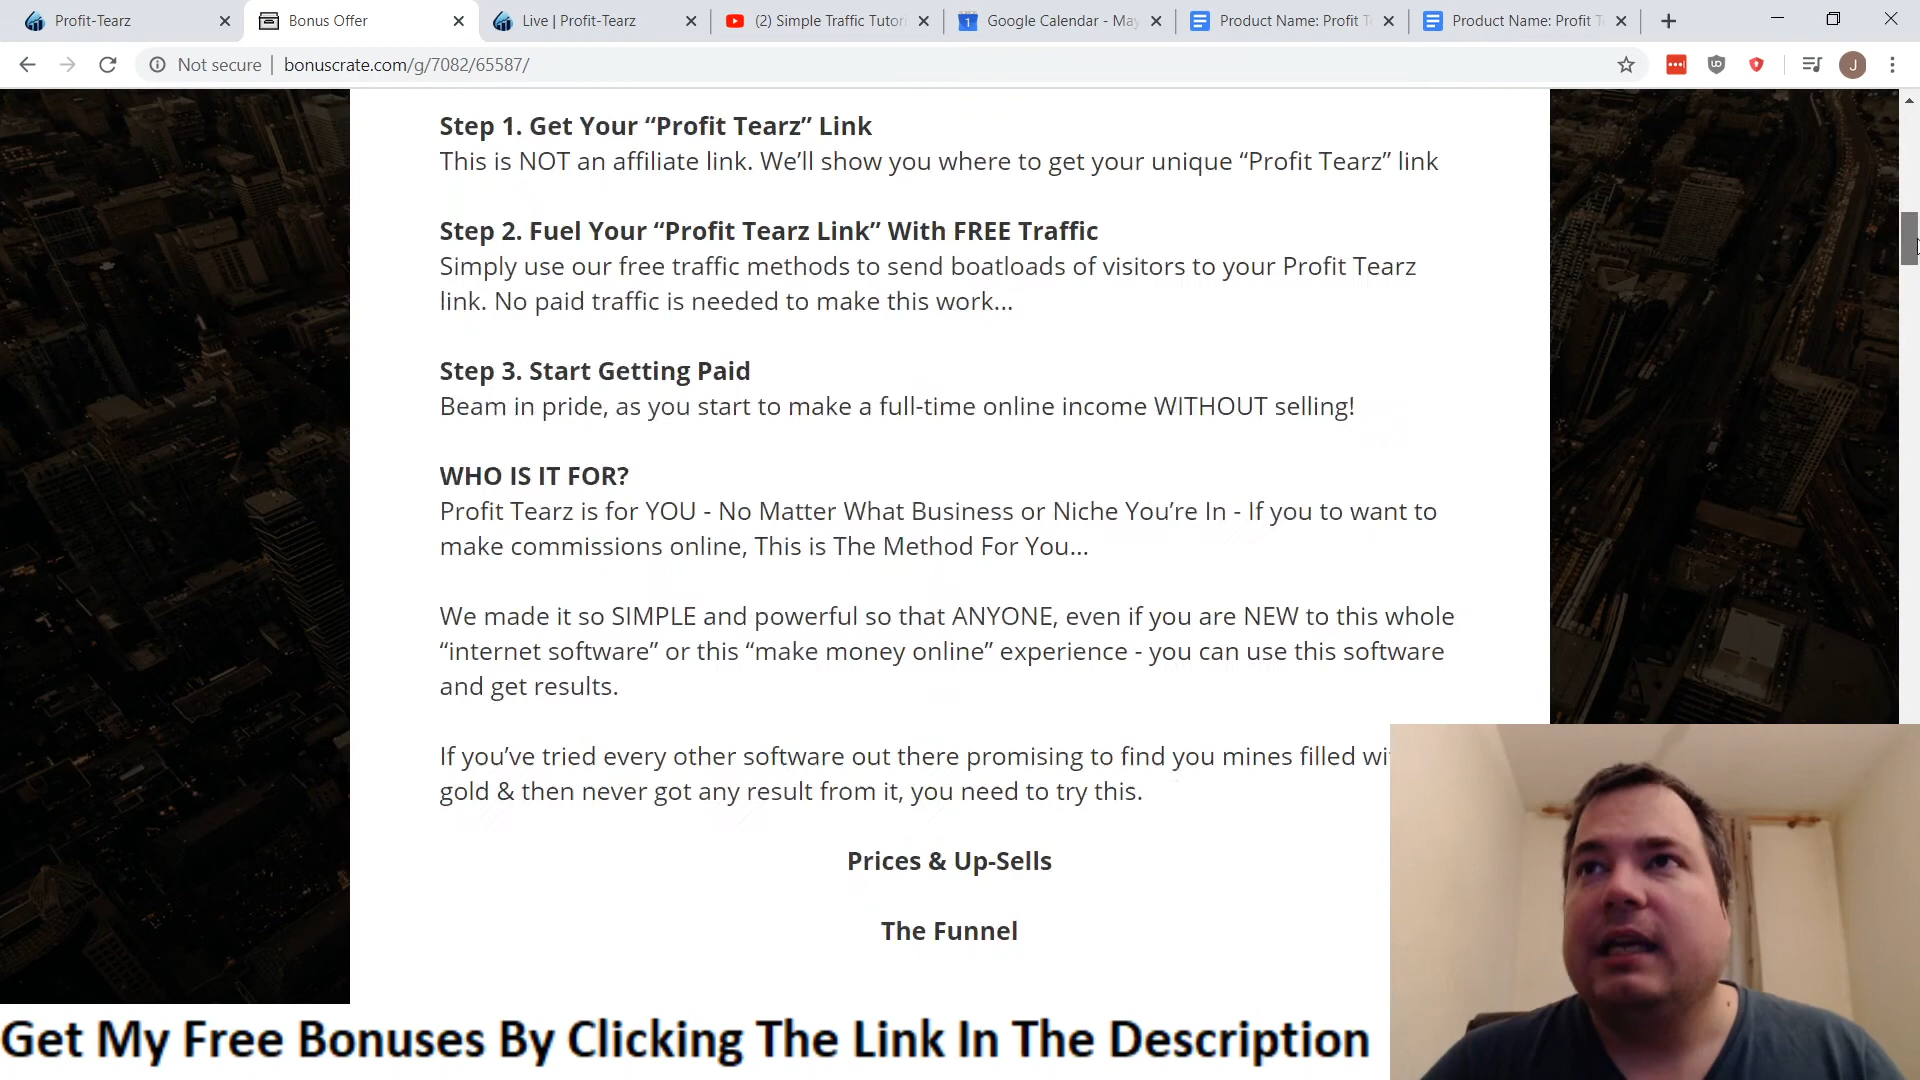 Profit-Tearz
Bonus Offer
Live | Profit-Tearz
(2) Simple Traffic Tutori
Google Calendar - May
Product Name: Profit T
Product Name: Profit T
Not secure
bonuscrate.com/g/7082/65587/
J
Step 1. Get Your “Profit Tearz” Link
This is NOT an affiliate link. We’ll show you where to get your unique “Profit Tearz” link
Step 2. Fuel Your “Profit Tearz Link” With FREE Traffic
Simply use our free traffic methods to send boatloads of visitors to your Profit Tearz
link. No paid traffic is needed to make this work...
Step 3. Start Getting Paid
Beam in pride, as you start to make a full-time online income WITHOUT selling!
WHO IS IT FOR?
Profit Tearz is for YOU - No Matter What Business or Niche You’re In - If you to want to
make commissions online, This is The Method For You...
We made it so SIMPLE and powerful so that ANYONE, even if you are NEW to this whole
“internet software” or this “make money online” experience - you can use this software
and get results.
If you’ve tried every other software out there promising to find you mines filled wi
gold & then never got any result from it, you need to try this.
Prices & Up-Sells
The Funnel
Get My Free Bonuses By Clicking The Link In The Description